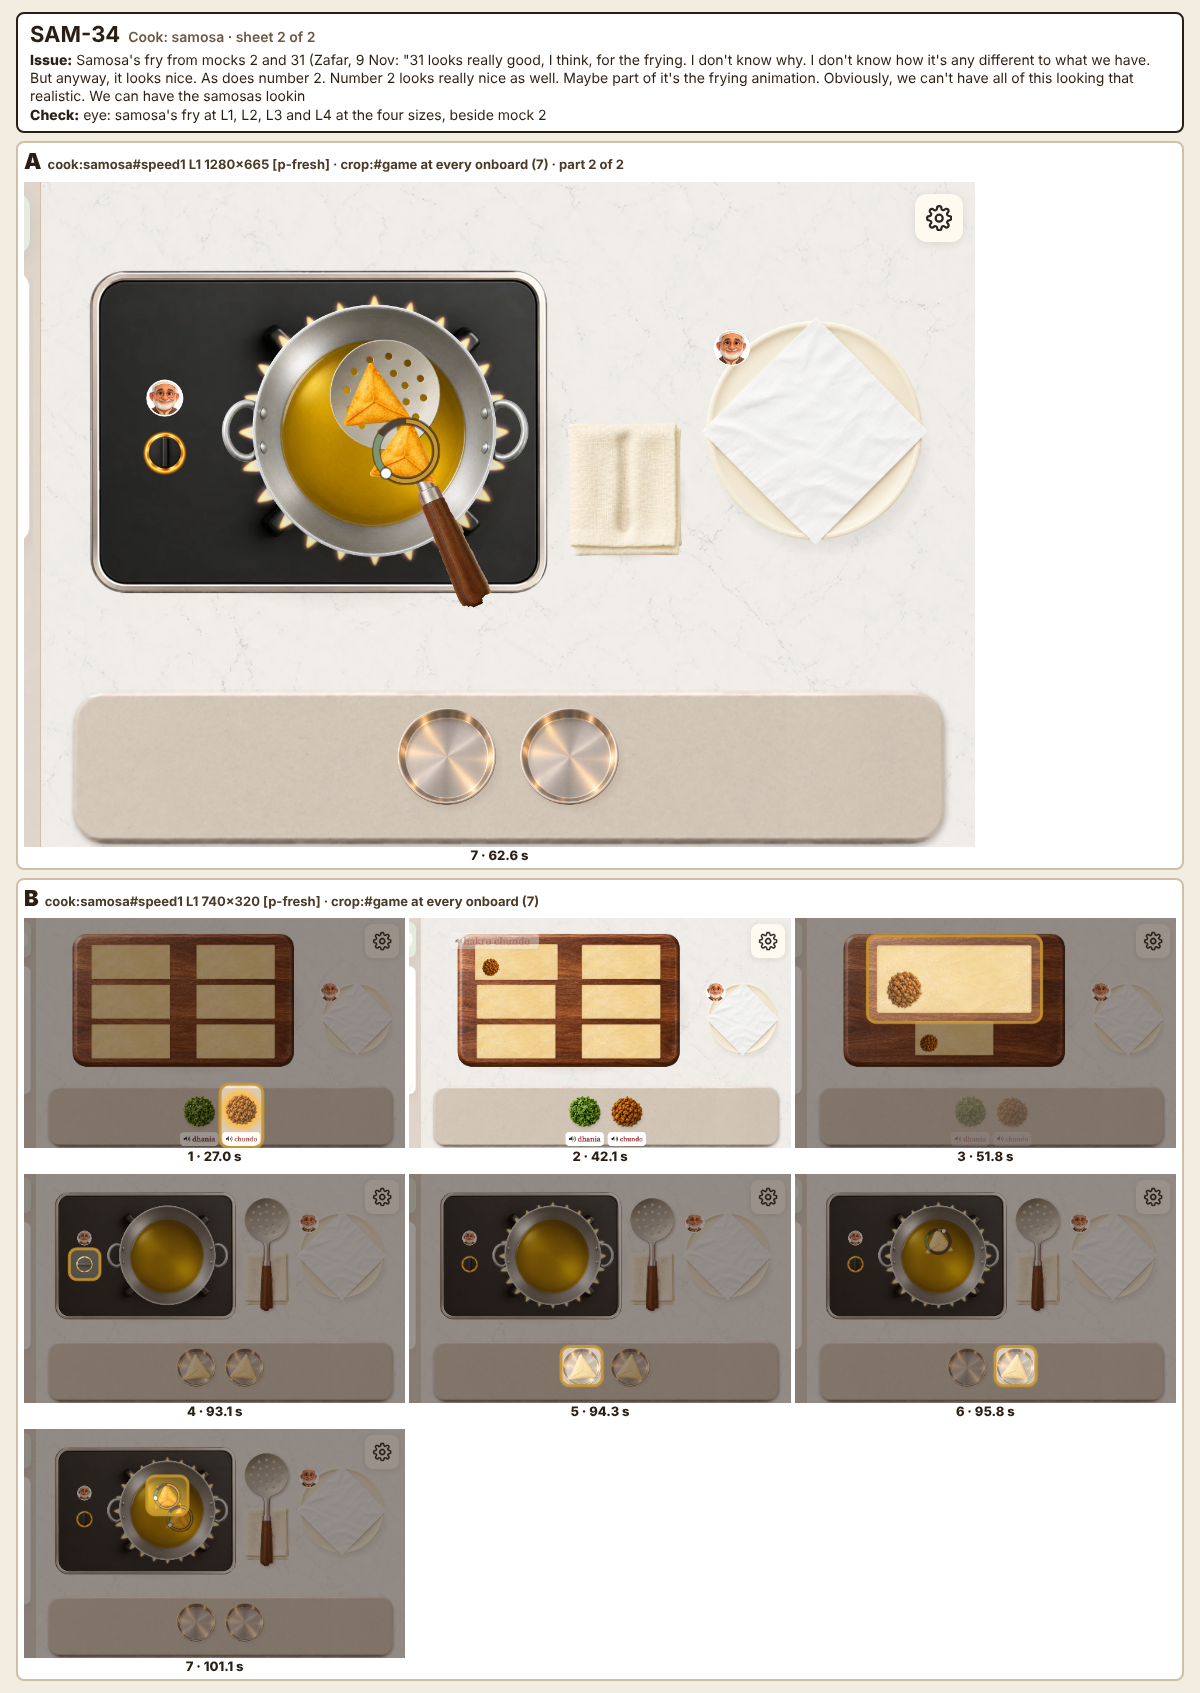 SAM-34 Cook: samosa · sheet 2 of 2
Issue: Samosa's fry from mocks 2 and 31 (Zafar, 9 Nov: "31 looks really good, I think, for the frying. I don't know why. I don't know how it's any different to what we have.
But anyway, it looks nice. As does number 2. Number 2 looks really nice as well. Maybe part of it's the frying animation. Obviously, we can't have all of this looking that
realistic. We can have the samosas lookin
Check: eye: samosa's fry at L1, L2, L3 and L4 at the four sizes, beside mock 2
A cook:samosa#speed1 L1 1280×665 [p-fresh] · crop:#game at every onboard (7) · part 2 of 2
7 · 62.6 s
B cook:samosa#speed1 L1 740×320 [p-fresh] · crop:#game at every onboard (7)
chundo
dhania chundo
dhania chundo
dhania chundo
1 · 27.0 s
2 · 42.1 s
3 · 51.8 s
4 · 93.1 s
5 · 94.3 s
6 · 95.8 s
7 · 101.1 s